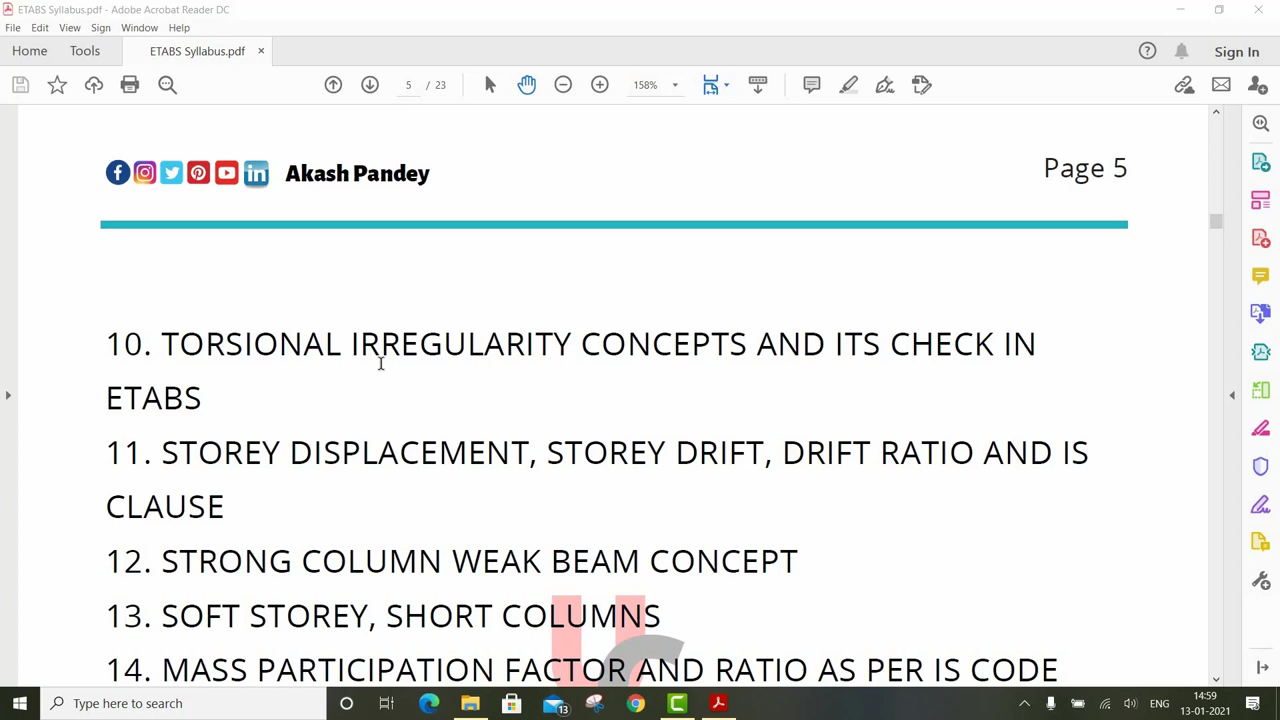 ETABS Syllabus.pdf - Adobe Acrobat Reader DC
File Edit View Sign Window Help
Home Tools ETABS Syllabus.pdf × Sign In
5 / 23 158%
Akash Pandey Page 5
10. TORSIONAL IRREGULARITY CONCEPTS AND ITS CHECK IN
ETABS
11. STOREY DISPLACEMENT, STOREY DRIFT, DRIFT RATIO AND IS
CLAUSE
12. STRONG COLUMN WEAK BEAM CONCEPT
13. SOFT STOREY, SHORT COLUMNS
14. MASS PARTICIPATION FACTOR AND RATIO AS PER IS CODE
Type here to search 13 ENG 14:59
13-01-2021